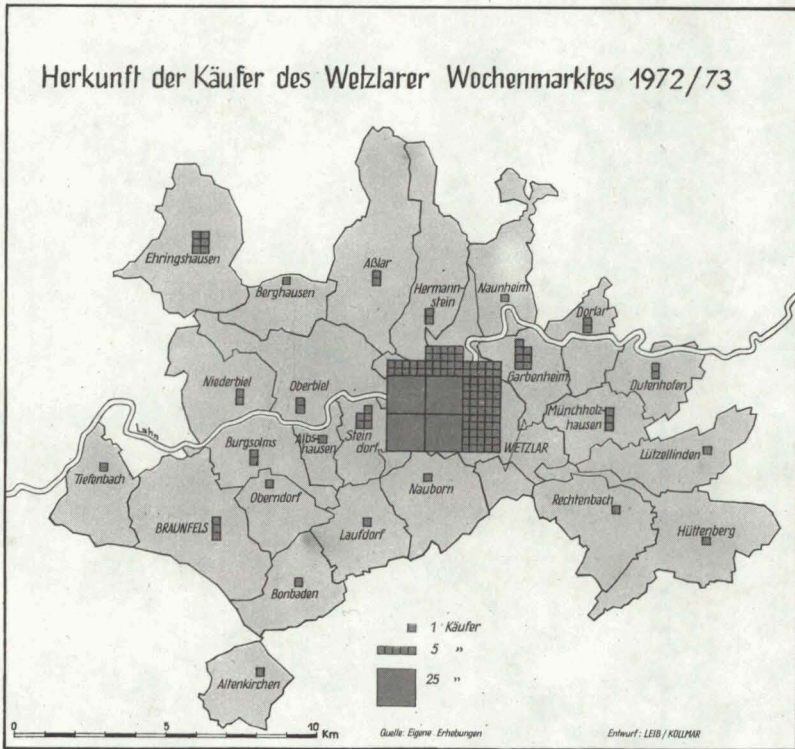 Herkunft der Käufer des Wetzlarer Wochenmarktes 1972/73
Ehringshausen
Berghausen
Aßlar
Hermann-
stein
Naunheim
Dorlar
Niederbiel
Oberbiel
Garbenheim
Dutenhofen
Münchholz-
hausen
Lahn
Burgsolms
Albs-
hausen
Stein
dorf
WETZLAR
Lützellinden
Tiefenbach
Oberndorf
Nauborn
Rechtenbach
BRAUNFELS
Laufdorf
Hüttenberg
Bonbaden
Altenkirchen
1 Käufer
5 "
25 "
0 5 10 Km
Quelle: Eigene Erhebungen
Entwurf: LEIB / KOLLMAR